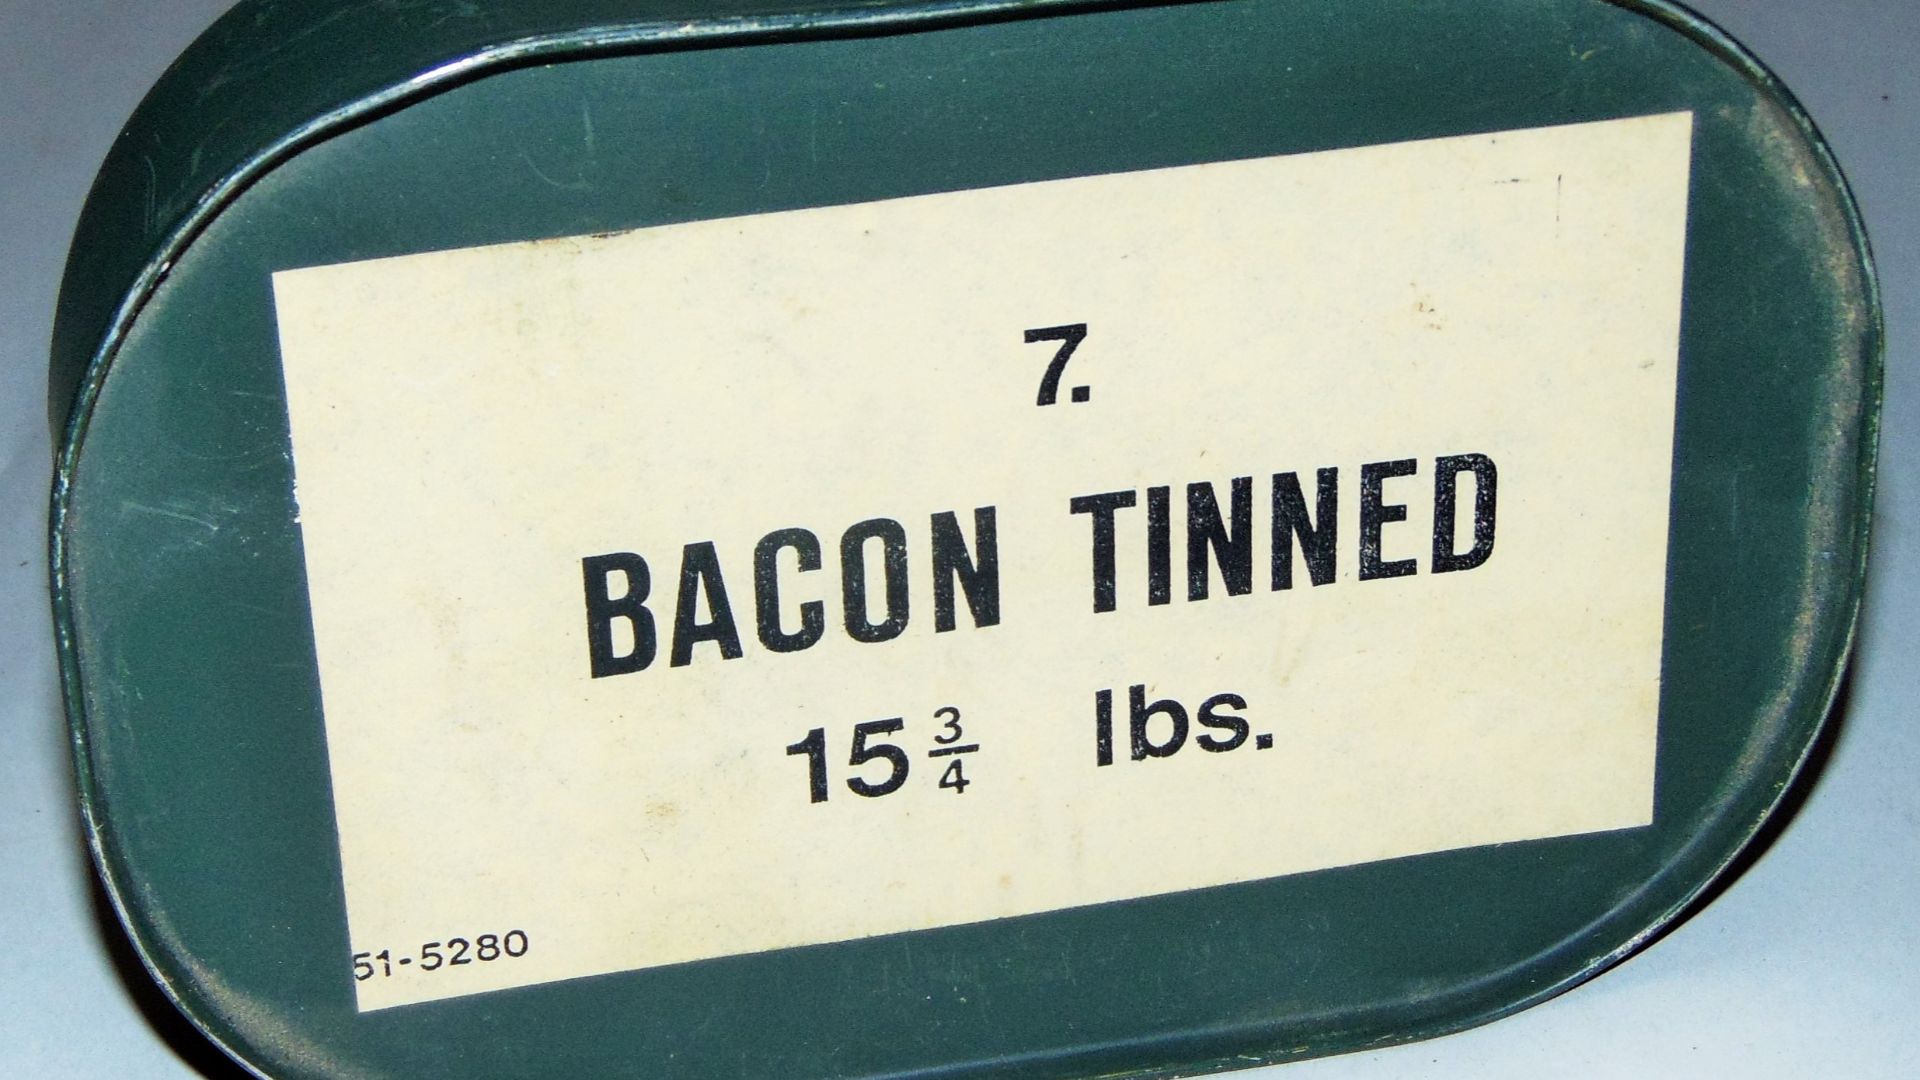 7.
BACON TINNED
15 3/4 lbs.
51-5280